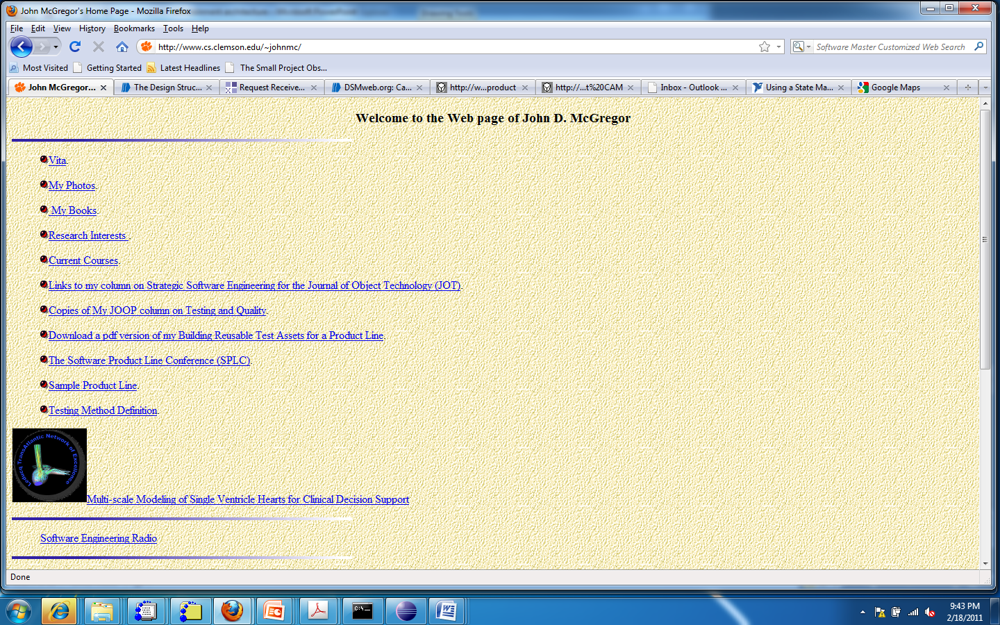 John McGregor's Home Page - Mozilla Firefox
File Edit View History Bookmarks Tools Help
http://www.cs.clemson.edu/~johnmc/
Software Master Customized Web Search
Most Visited Getting Started Latest Headlines The Small Project Obs...
John McGregor... The Design Struc... Request Receive... DSMweb.org: Ca... http://w...product http://...t%20CAM Inbox - Outlook ... Using a State Ma... Google Maps
Welcome to the Web page of John D. McGregor
Vita.
My Photos.
My Books.
Research Interests .
Current Courses.
Links to my column on Strategic Software Engineering for the Journal of Object Technology (JOT).
Copies of My JOOP column on Testing and Quality.
Download a pdf version of my Building Reusable Test Assets for a Product Line.
The Software Product Line Conference (SPLC).
Sample Product Line.
Testing Method Definition.
Leducq TransAtlantic Network of Excellence
Multi-scale Modeling of Single Ventricle Hearts for Clinical Decision Support
Software Engineering Radio
Done
9:43 PM
2/18/2011